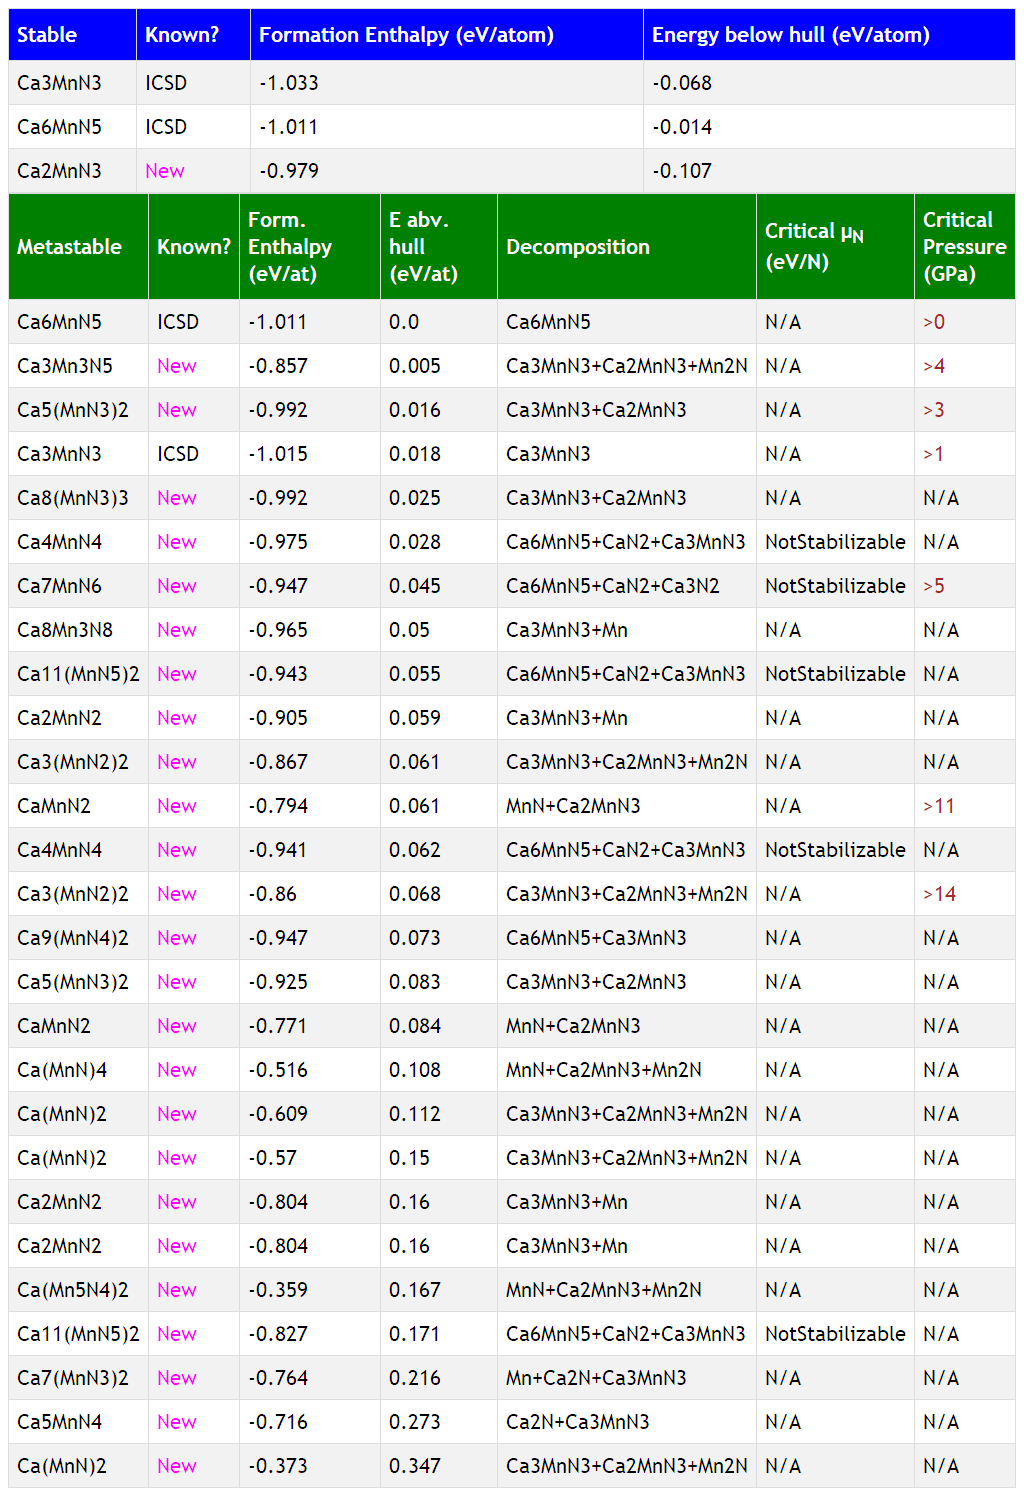 Stable Known? Formation Enthalpy (eV/atom) Energy below hull (eV/atom)
Ca3MnN3 ICSD -1.033 -0.068
Ca6MnN5 ICSD -1.011 -0.014
Ca2MnN3 New -0.979 -0.107
Metastable Known? Form. Enthalpy (eV/at) E abv. hull (eV/at) Decomposition Critical μN (eV/N) Critical Pressure (GPa)
Ca6MnN5 ICSD -1.011 0.0 Ca6MnN5 N/A >0
Ca3Mn3N5 New -0.857 0.005 Ca3MnN3+Ca2MnN3+Mn2N N/A >4
Ca5(MnN3)2 New -0.992 0.016 Ca3MnN3+Ca2MnN3 N/A >3
Ca3MnN3 ICSD -1.015 0.018 Ca3MnN3 N/A >1
Ca8(MnN3)3 New -0.992 0.025 Ca3MnN3+Ca2MnN3 N/A N/A
Ca4MnN4 New -0.975 0.028 Ca6MnN5+CaN2+Ca3MnN3 NotStabilizable N/A
Ca7MnN6 New -0.947 0.045 Ca6MnN5+CaN2+Ca3N2 NotStabilizable >5
Ca8Mn3N8 New -0.965 0.05 Ca3MnN3+Mn N/A N/A
Ca11(MnN5)2 New -0.943 0.055 Ca6MnN5+CaN2+Ca3MnN3 NotStabilizable N/A
Ca2MnN2 New -0.905 0.059 Ca3MnN3+Mn N/A N/A
Ca3(MnN2)2 New -0.867 0.061 Ca3MnN3+Ca2MnN3+Mn2N N/A N/A
CaMnN2 New -0.794 0.061 MnN+Ca2MnN3 N/A >11
Ca4MnN4 New -0.941 0.062 Ca6MnN5+CaN2+Ca3MnN3 NotStabilizable N/A
Ca3(MnN2)2 New -0.86 0.068 Ca3MnN3+Ca2MnN3+Mn2N N/A >14
Ca9(MnN4)2 New -0.947 0.073 Ca6MnN5+Ca3MnN3 N/A N/A
Ca5(MnN3)2 New -0.925 0.083 Ca3MnN3+Ca2MnN3 N/A N/A
CaMnN2 New -0.771 0.084 MnN+Ca2MnN3 N/A N/A
Ca(MnN)4 New -0.516 0.108 MnN+Ca2MnN3+Mn2N N/A N/A
Ca(MnN)2 New -0.609 0.112 Ca3MnN3+Ca2MnN3+Mn2N N/A N/A
Ca(MnN)2 New -0.57 0.15 Ca3MnN3+Ca2MnN3+Mn2N N/A N/A
Ca2MnN2 New -0.804 0.16 Ca3MnN3+Mn N/A N/A
Ca2MnN2 New -0.804 0.16 Ca3MnN3+Mn N/A N/A
Ca(Mn5N4)2 New -0.359 0.167 MnN+Ca2MnN3+Mn2N N/A N/A
Ca11(MnN5)2 New -0.827 0.171 Ca6MnN5+CaN2+Ca3MnN3 NotStabilizable N/A
Ca7(MnN3)2 New -0.764 0.216 Mn+Ca2N+Ca3MnN3 N/A N/A
Ca5MnN4 New -0.716 0.273 Ca2N+Ca3MnN3 N/A N/A
Ca(MnN)2 New -0.373 0.347 Ca3MnN3+Ca2MnN3+Mn2N N/A N/A